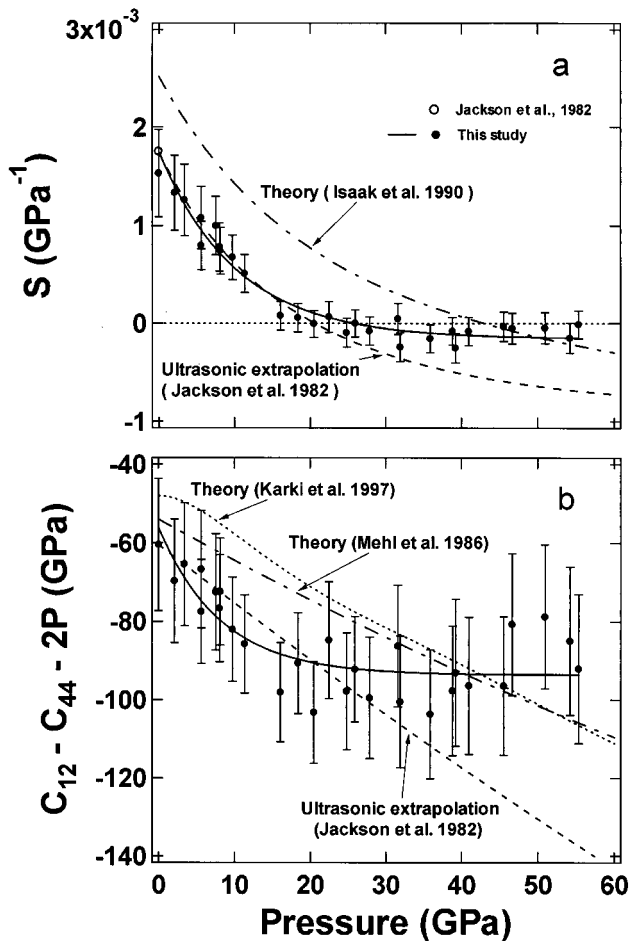 3x10-3
a
Jackson et al., 1982
This study
2
Theory ( Isaak et al. 1990 )
1
S (GPa-1)
0
Ultrasonic extrapolation
( Jackson et al. 1982 )
-1
-40
b
Theory (Karki et al. 1997)
-60
Theory (Mehl et al. 1986)
-80
C12 - C44 - 2P (GPa)
-100
-120
Ultrasonic extrapolation
(Jackson et al. 1982)
-140
0 10 20 30 40 50 60
Pressure (GPa)